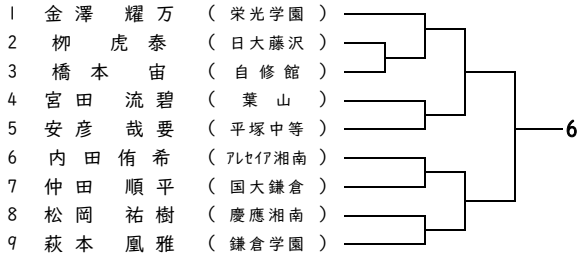 1 金澤 耀万 ( 栄光学園 )
2 栁 虎泰 ( 日大藤沢 )
3 橋本 宙 ( 自修館 )
4 宮田 流碧 ( 葉山 )
5 安彦 哉要 ( 平塚中等 )
6 内田侑希 ( アレセイア湘南 )
7 仲田 順平 ( 国大鎌倉 )
8 松岡 祐樹 ( 慶應湘南 )
9 萩本 凰雅 ( 鎌倉学園 )
6